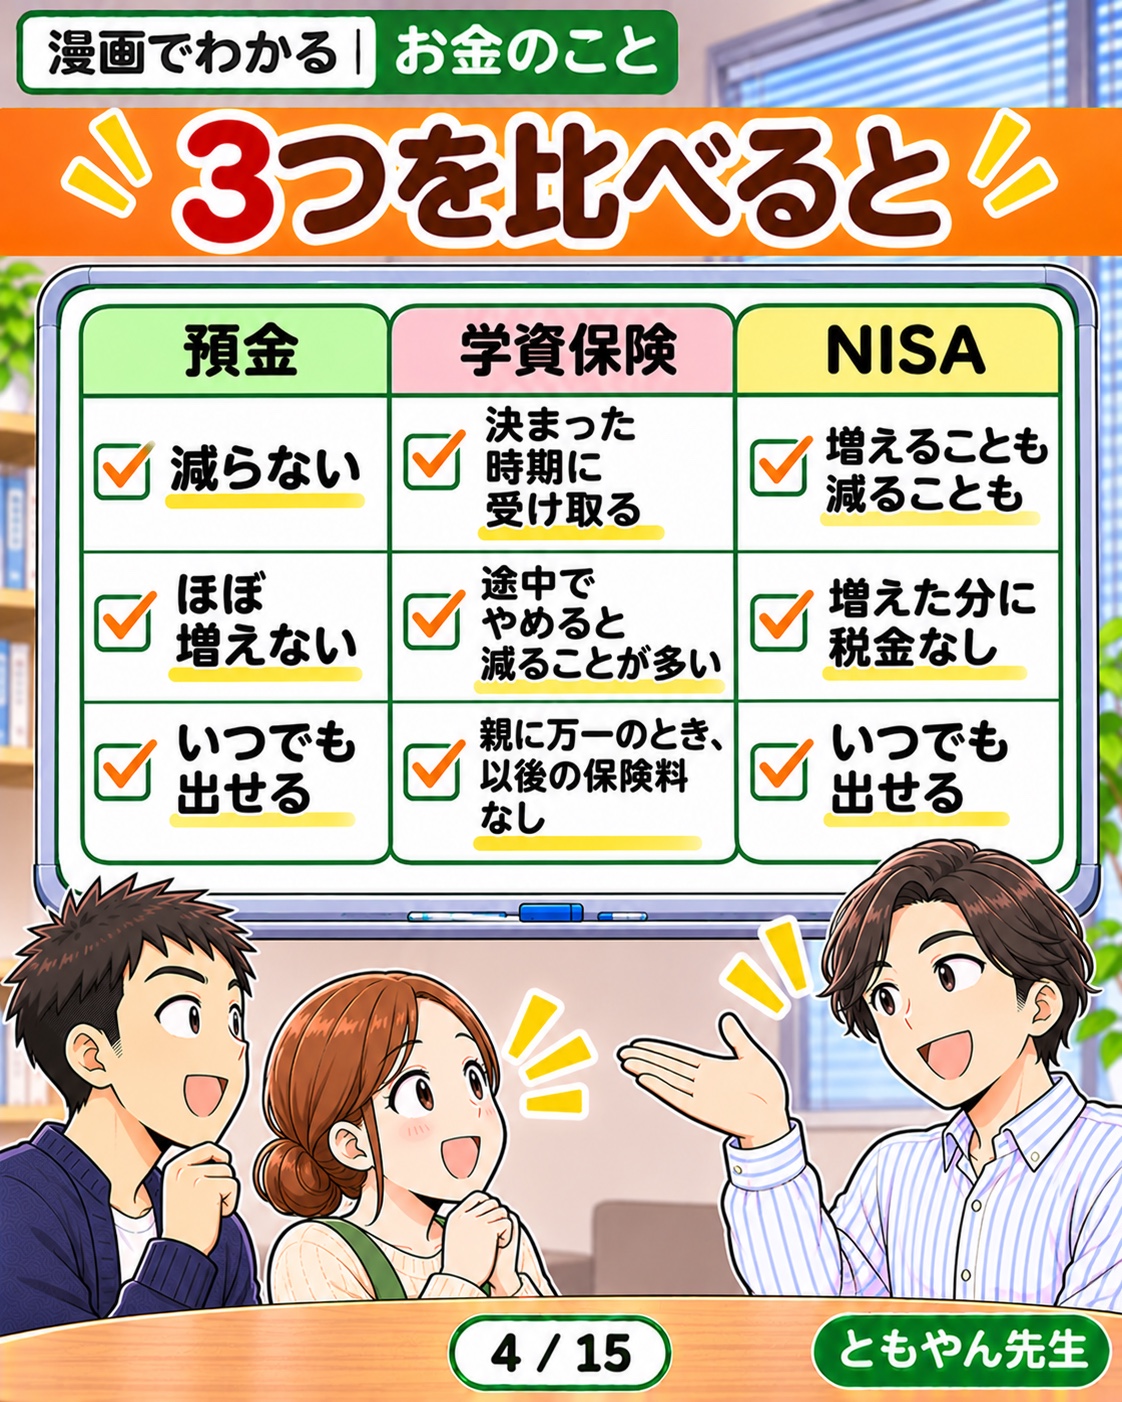 漫画でわかる｜お金のこと
3つを比べると
預金
学資保険
NISA
減らない
決まった
時期に
受け取る
増えることも
減ることも
ほぼ
増えない
途中で
やめると
減ることが多い
増えた分に
税金なし
いつでも
出せる
親に万一のとき、
以後の保険料
なし
いつでも
出せる
4 / 15
ともやん先生